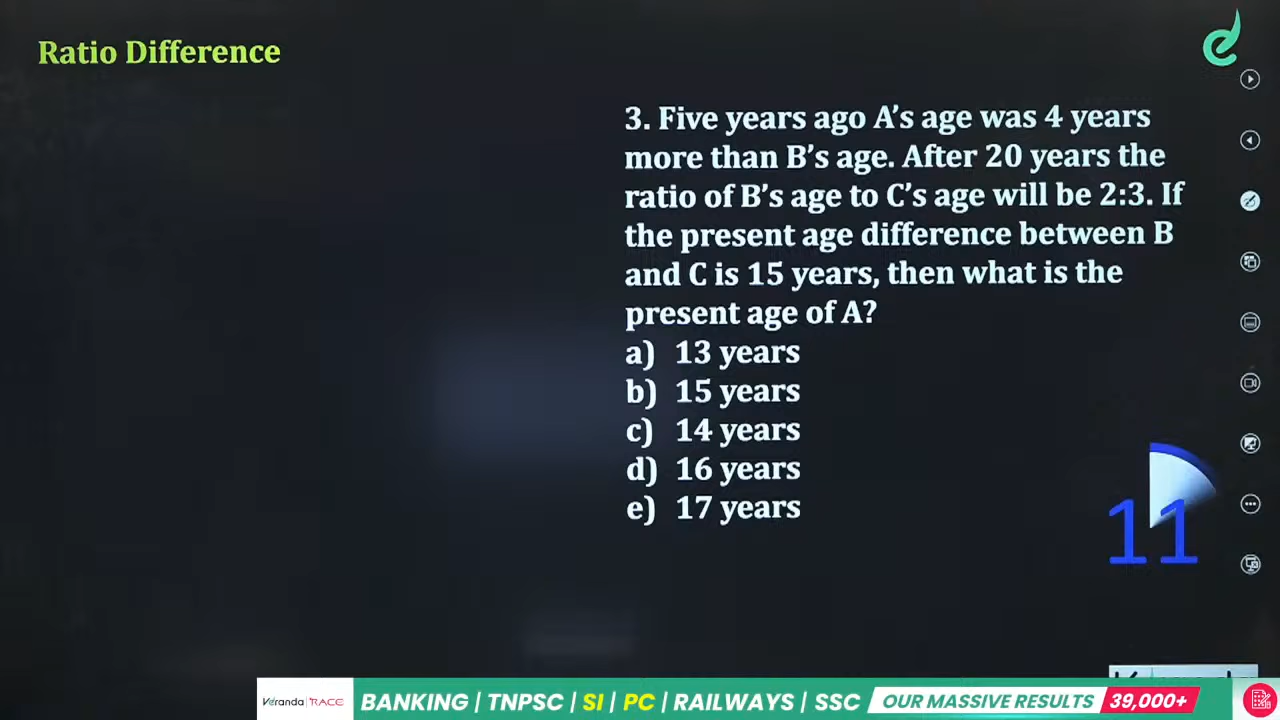 Ratio Difference
3. Five years ago A’s age was 4 years
more than B’s age. After 20 years the
ratio of B’s age to C’s age will be 2:3. If
the present age difference between B
and C is 15 years, then what is the
present age of A?
a) 13 years
b) 15 years
c) 14 years
d) 16 years
e) 17 years
11
Veranda | RACE BANKING | TNPSC | SI | PC | RAILWAYS | SSC OUR MASSIVE RESULTS 39,000+